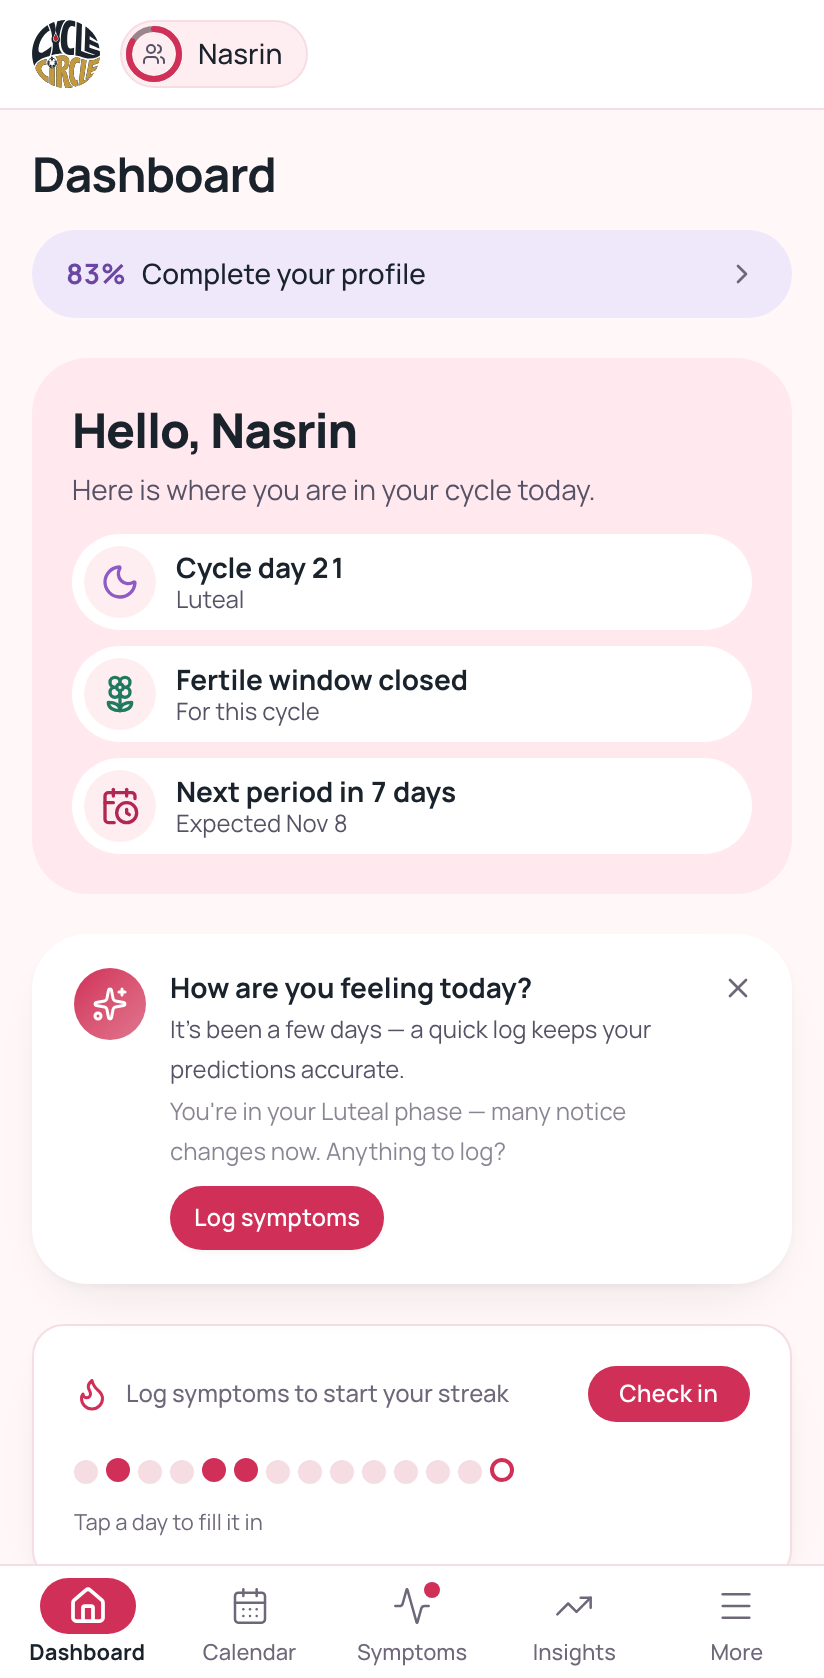 CYCLE
CIRCLE
Nasrin
Dashboard
83% Complete your profile
Hello, Nasrin
Here is where you are in your cycle today.
Cycle day 21
Luteal
Fertile window closed
For this cycle
Next period in 7 days
Expected Nov 8
How are you feeling today?
It's been a few days — a quick log keeps your
predictions accurate.
You're in your Luteal phase — many notice
changes now. Anything to log?
Log symptoms
Log symptoms to start your streak
Check in
Tap a day to fill it in
Dashboard
Calendar
Symptoms
Insights
More